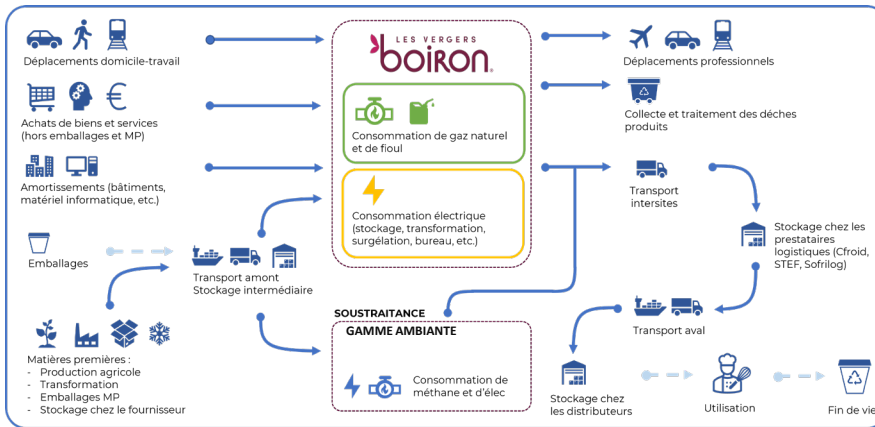 Déplacements domicile-travail
Achats de biens et services
(hors emballages et MP)
Amortissements (bâtiments,
matériel informatique, etc.)
Emballages
Transport amont
Stockage intermédiaire
Matières premières :
- Production agricole
- Transformation
- Emballages MP
- Stockage chez le fournisseur
LES VERGERS
boiron
Consommation de gaz naturel
et de fioul
Consommation électrique
(stockage, transformation,
surgélation, bureau, etc.)
SOUSTRAITANCE
GAMME AMBIANTE
Consommation de
méthane et d'élec
Déplacements professionnels
Collecte et traitement des déches
produits
Transport
intersites
Stockage chez les
prestataires
logistiques (Cfroid,
STEF, Sofrilog)
Transport aval
Stockage chez
les distributeurs
Utilisation
Fin de vie